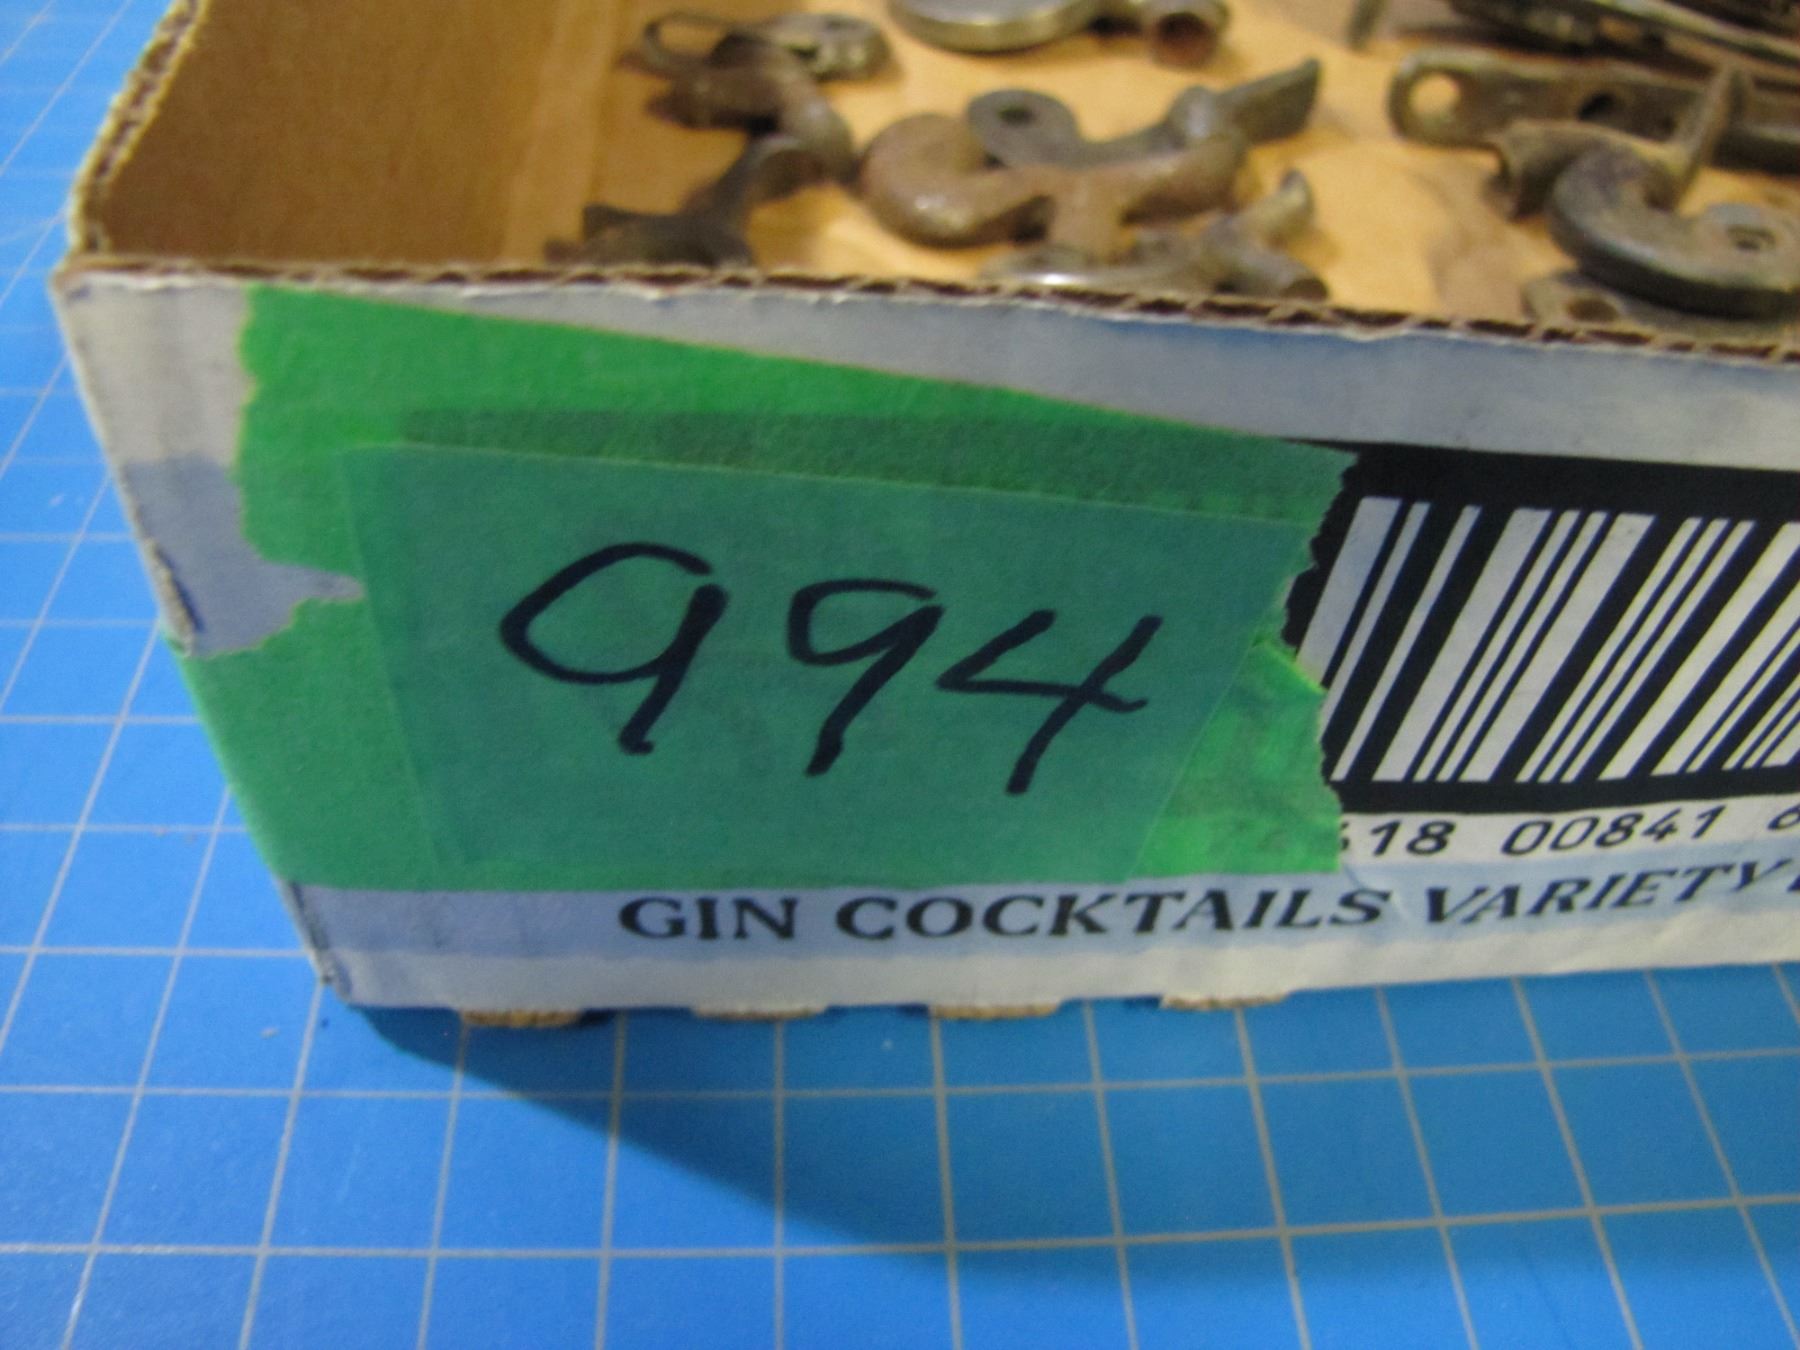 994
18 00841
GIN COCKTAILS VARIETY